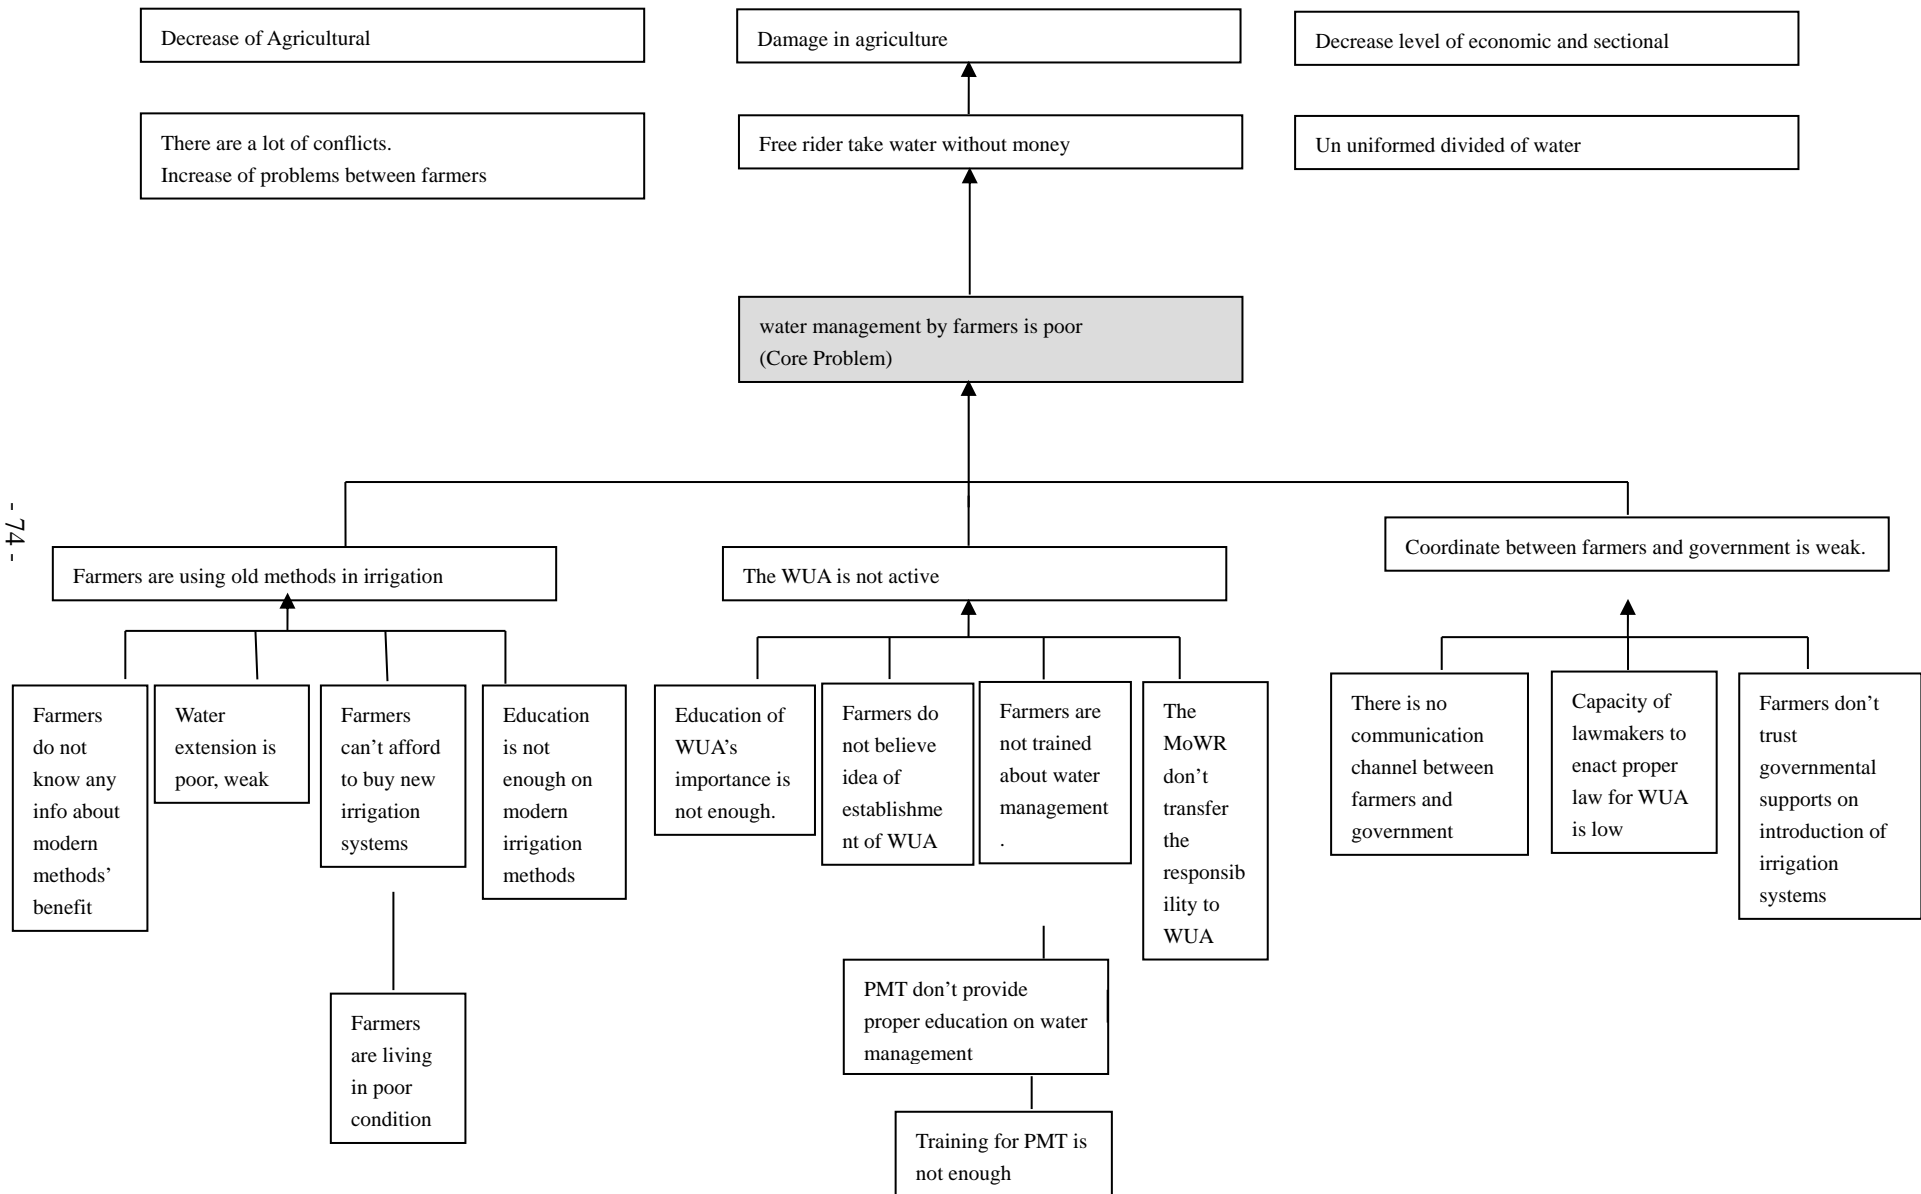 Decrease of Agricultural
Damage in agriculture
Decrease level of economic and sectional
There are a lot of conflicts.
Increase of problems between farmers
Free rider take water without money
Un uniformed divided of water
water management by farmers is poor
(Core Problem)
- 74 -
Farmers are using old methods in irrigation
The WUA is not active
Coordinate between farmers and government is weak.
Farmers
do not
know any
info about
modern
methods’
benefit
Water
extension is
poor, weak
Farmers
can’t afford
to buy new
irrigation
systems
Education
is not
enough on
modern
irrigation
methods
Education of
WUA’s
importance is
not enough.
Farmers do
not believe
idea of
establishme
nt of WUA
Farmers are
not trained
about water
management
.
The
MoWR
don’t
transfer
the
responsib
ility to
WUA
There is no
communication
channel between
farmers and
government
Capacity of
lawmakers to
enact proper
law for WUA
is low
Farmers don’t
trust
governmental
supports on
introduction of
irrigation
systems
Farmers
are living
in poor
condition
PMT don’t provide
proper education on water
management
Training for PMT is
not enough